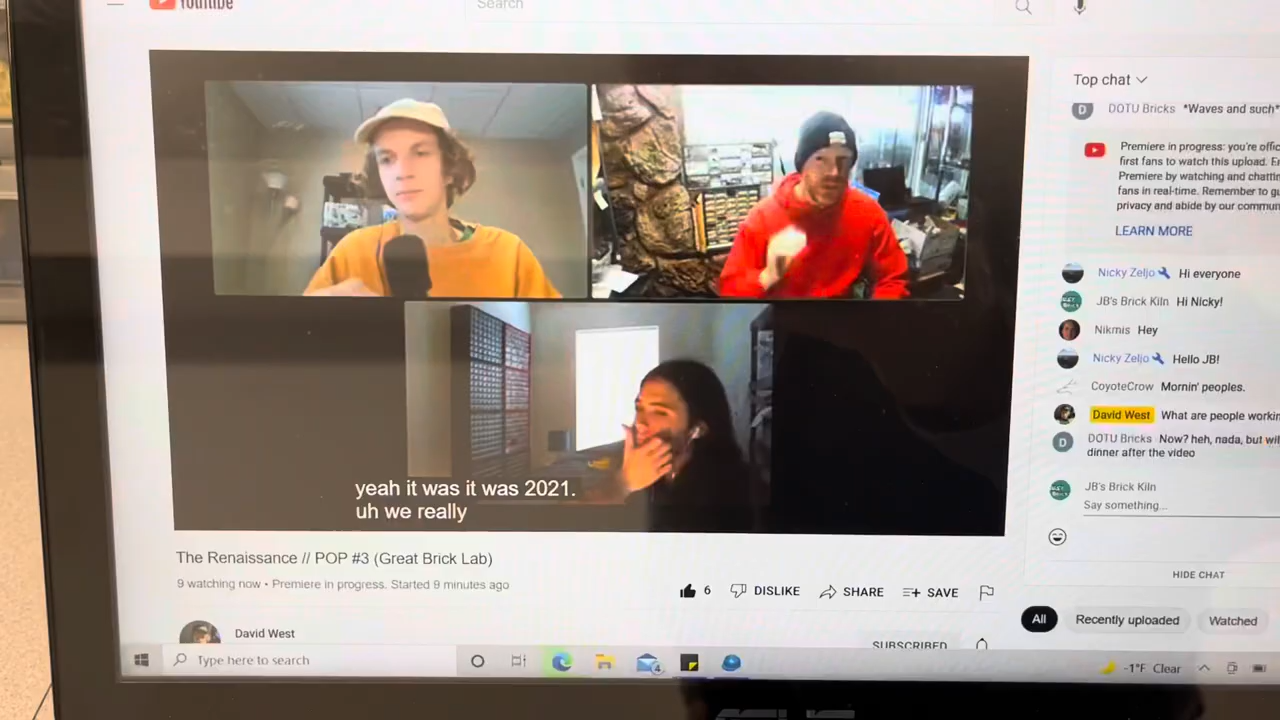 YouTube
Search
yeah it was it was 2021.
uh we really
The Renaissance // POP #3 (Great Brick Lab)
9 watching now • Premiere in progress. Started 9 minutes ago
6
DISLIKE
SHARE
SAVE
David West
SUBSCRIBED
Top chat
D DOTU Bricks *Waves and such*
Premiere in progress: you're
first fans to watch this upload.
Premiere by watching and
fans in real-time. Remember to
privacy and abide by our
LEARN MORE
Nicky Zeljo Hi everyone
JB's Brick Kiln Hi Nicky!
Nikmis Hey
Nicky Zeljo Hello JB!
CoyoteCrow Mornin' peoples.
David West What are people
D DOTU Bricks Now? heh, nada, but
dinner after the video
JB's Brick Kiln
Say something...
HIDE CHAT
All
Recently uploaded
Watched
Type here to search
4
-1°F Clear